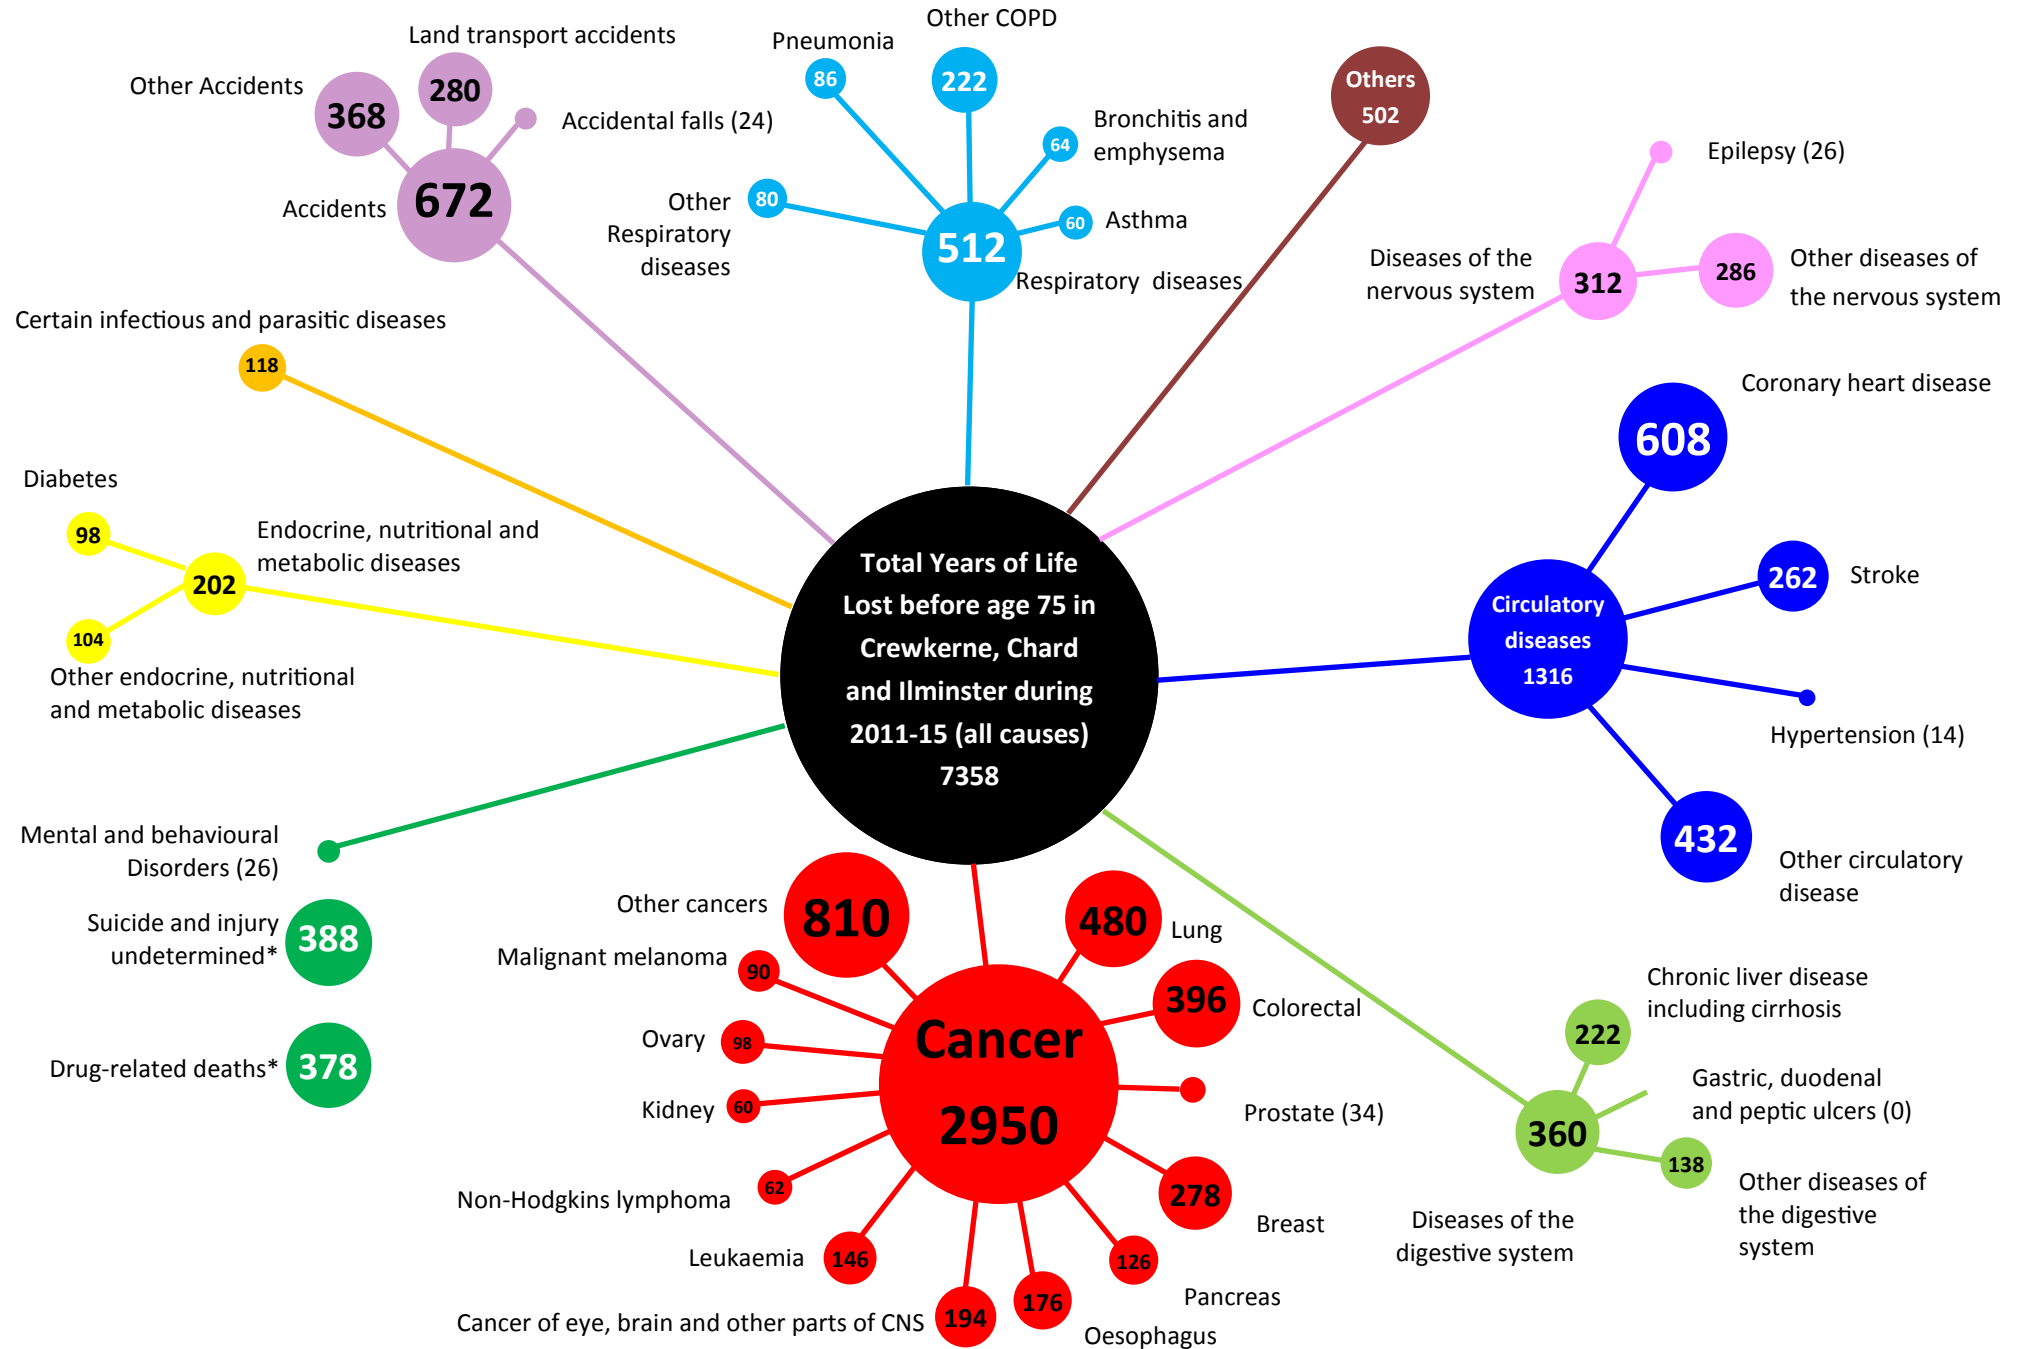 Other COPD
Land transport accidents
Pneumonia
Other Accidents
280
86
222
Others
502
368
Accidental falls (24)
Bronchitis and
emphysema
64
Epilepsy (26)
Accidents
672
Other
Respiratory
diseases
80
60
Asthma
512
Respiratory  diseases
Diseases of the
nervous system
312
286
Other diseases of
the nervous system
Certain infectious and parasitic diseases
118
Coronary heart disease
608
Diabetes
98
Endocrine, nutritional and
metabolic diseases
202
104
Other endocrine, nutritional
and metabolic diseases
Total Years of Life
Lost before age 75 in
Crewkerne, Chard
and Ilminster during
2011-15 (all causes)
7358
Circulatory
diseases
1316
262
Stroke
Hypertension (14)
432
Other circulatory
disease
Mental and behavioural
Disorders (26)
Suicide and injury
undetermined*
388
Drug-related deaths*
378
Other cancers
810
480
Lung
Malignant melanoma
90
396
Colorectal
Ovary
98
Cancer
2950
Kidney
60
Prostate (34)
Non-Hodgkins lymphoma
62
278
Breast
Leukaemia
146
126
Pancreas
Cancer of eye, brain and other parts of CNS
194
176
Oesophagus
Chronic liver disease
including cirrhosis
222
Gastric, duodenal
and peptic ulcers (0)
360
138
Other diseases of
the digestive
system
Diseases of the
digestive system